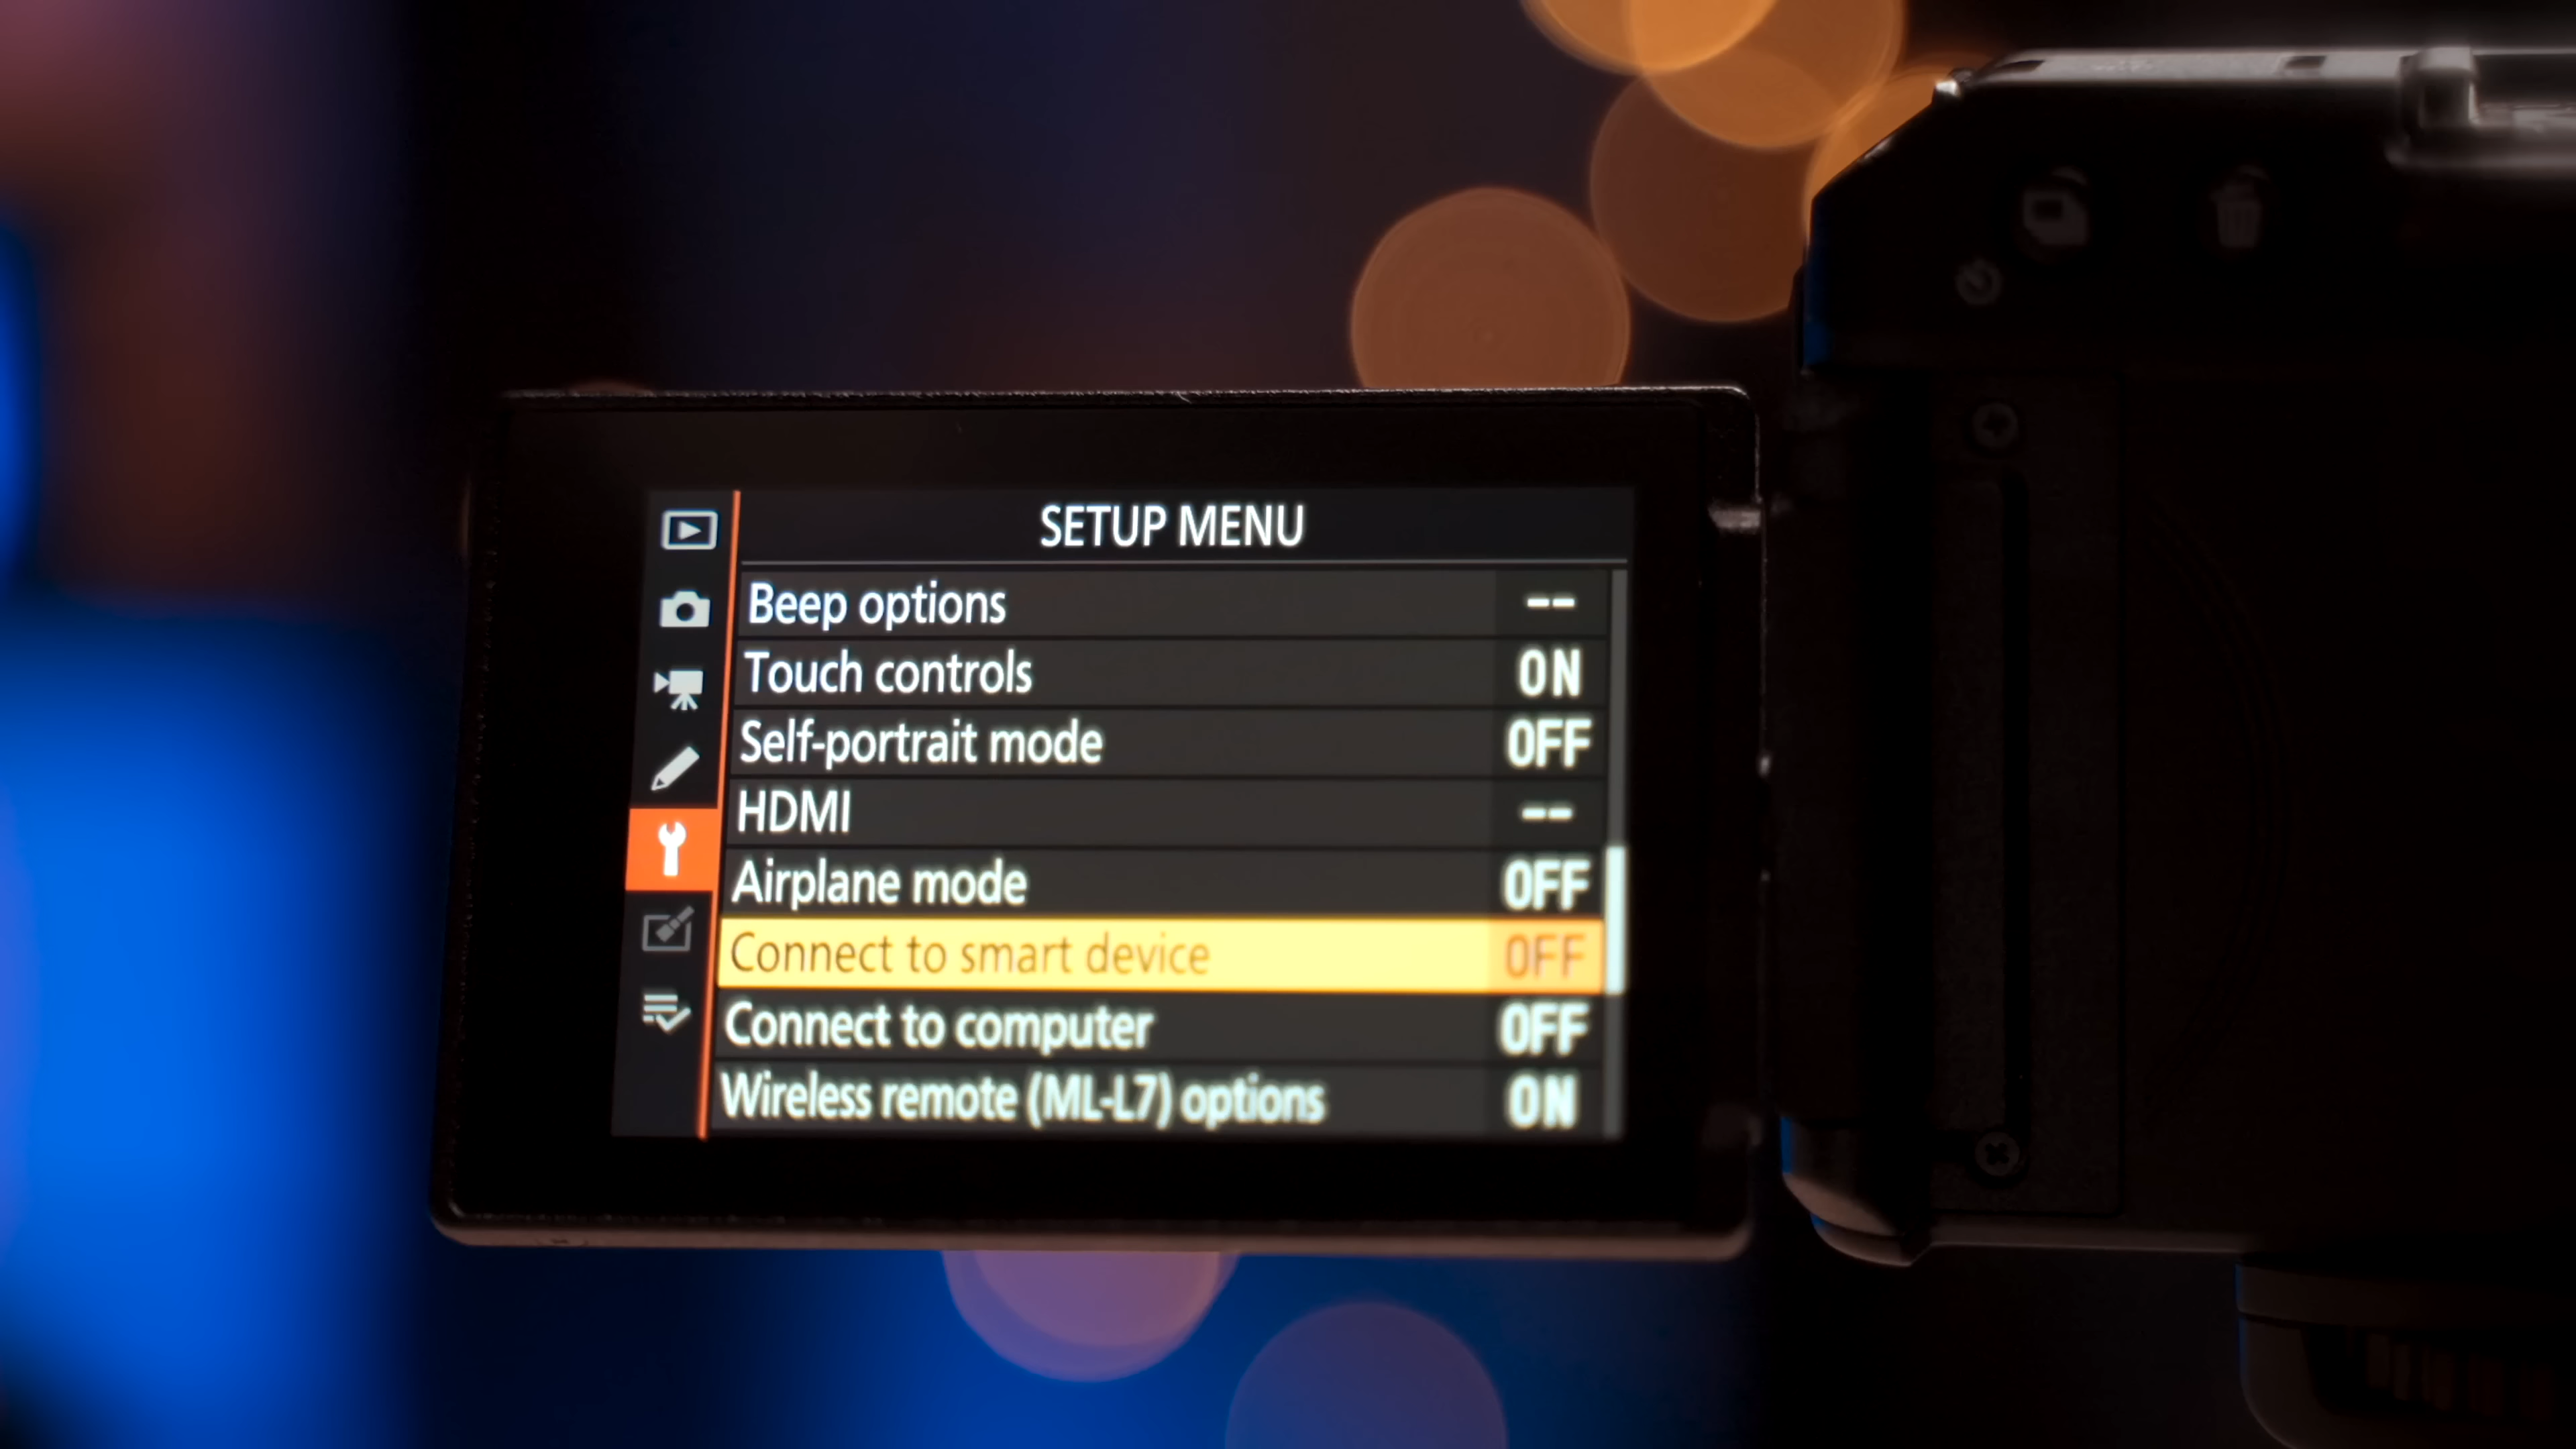 SETUP MENU
Beep options --
Touch controls ON
Self-portrait mode OFF
HDMI --
Airplane mode OFF
Connect to smart device OFF
Connect to computer OFF
Wireless remote (ML-L7) options ON